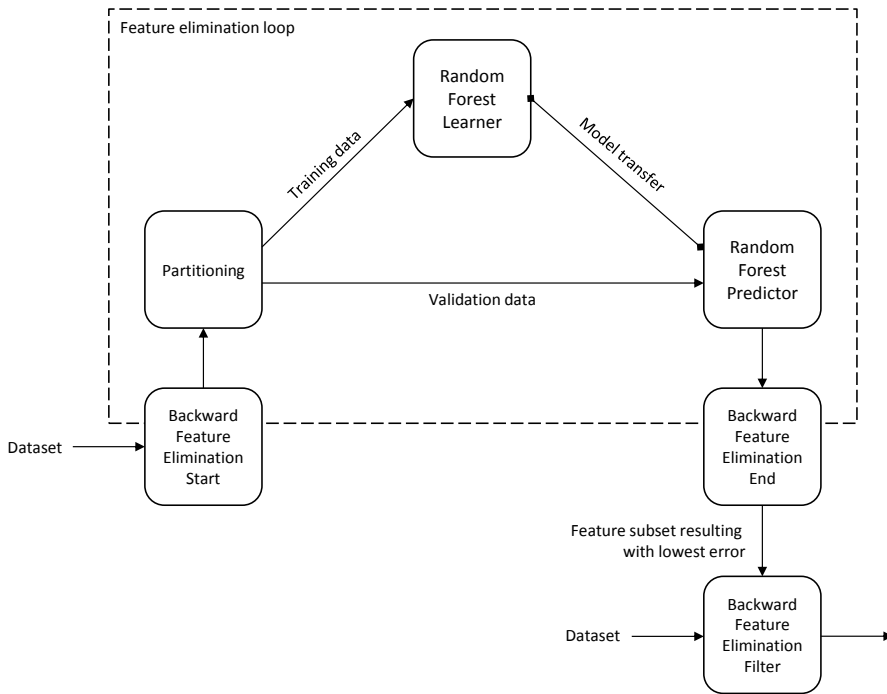 Feature elimination loop
Random
Forest
Learner
Training data
Model transfer
Partitioning
Random
Forest
Predictor
Validation data
Backward
Feature
Elimination
Start
Dataset
Backward
Feature
Elimination
End
Feature subset resulting
with lowest error
Dataset
Backward
Feature
Elimination
Filter